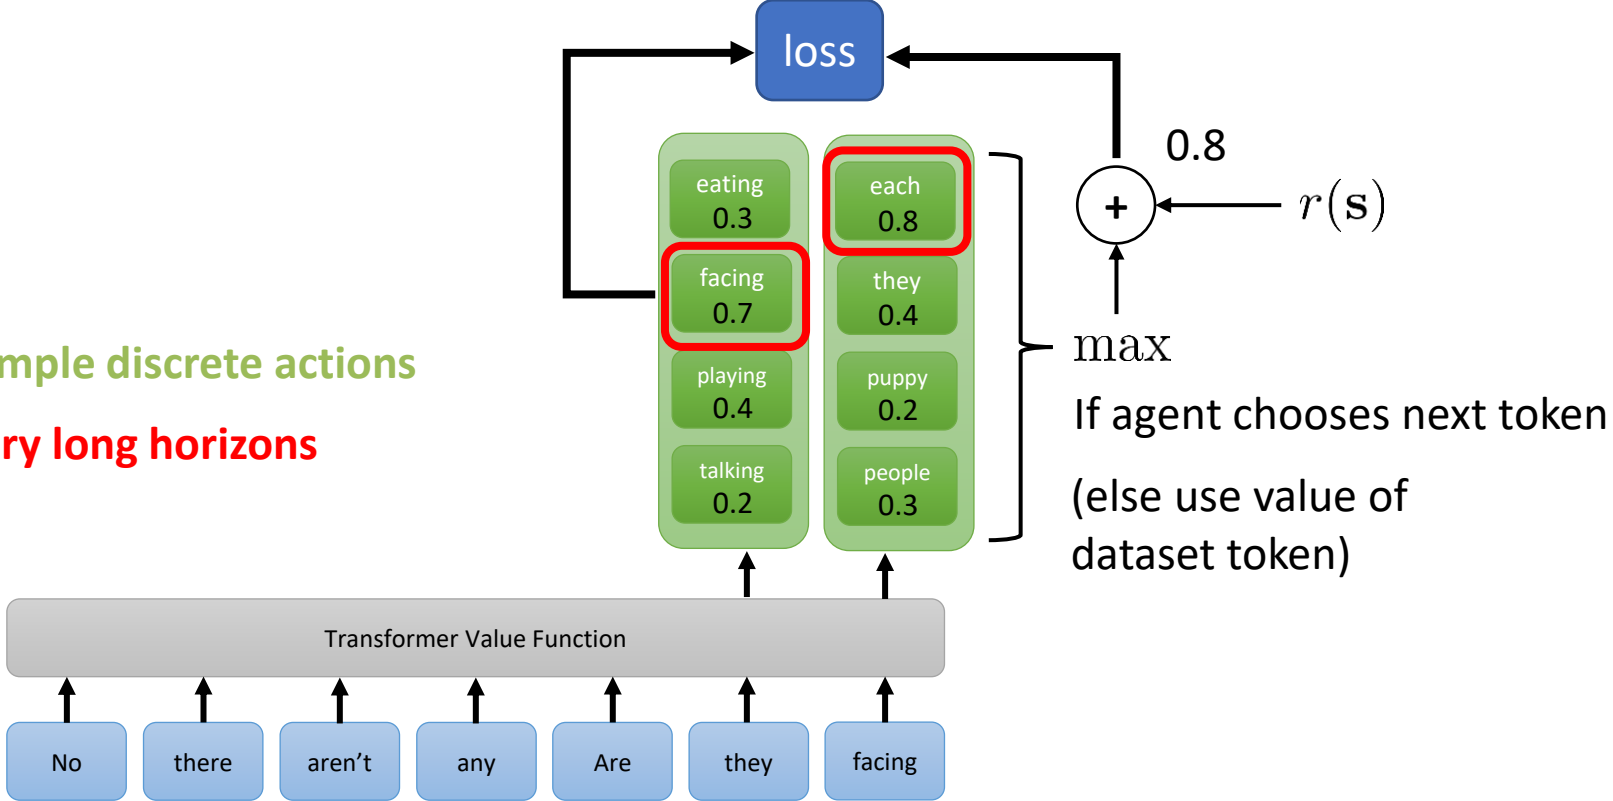 loss
0.8
eating
0.3
facing
0.7
playing
0.4
talking
0.2
each
0.8
they
0.4
puppy
0.2
people
0.3
+
r(s)
max
If agent chooses next token
(else use value of
dataset token)
mple discrete actions
ry long horizons
Transformer Value Function
No there aren't any Are they facing